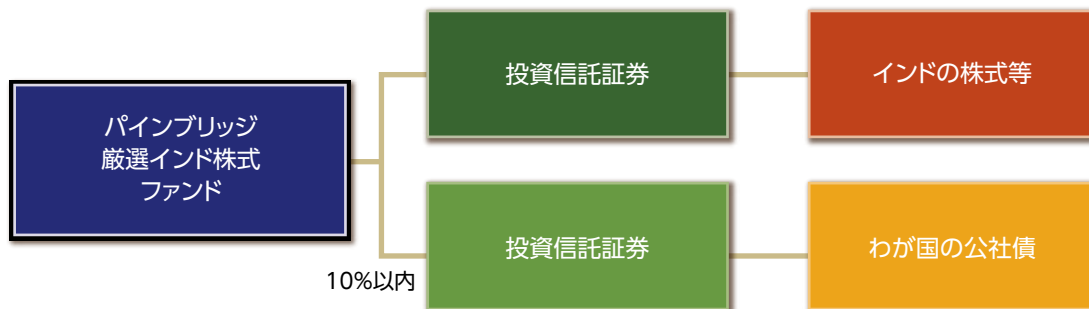 パインブリッジ
厳選インド株式
ファンド
投資信託証券
インドの株式等
10%以内
投資信託証券
わが国の公社債